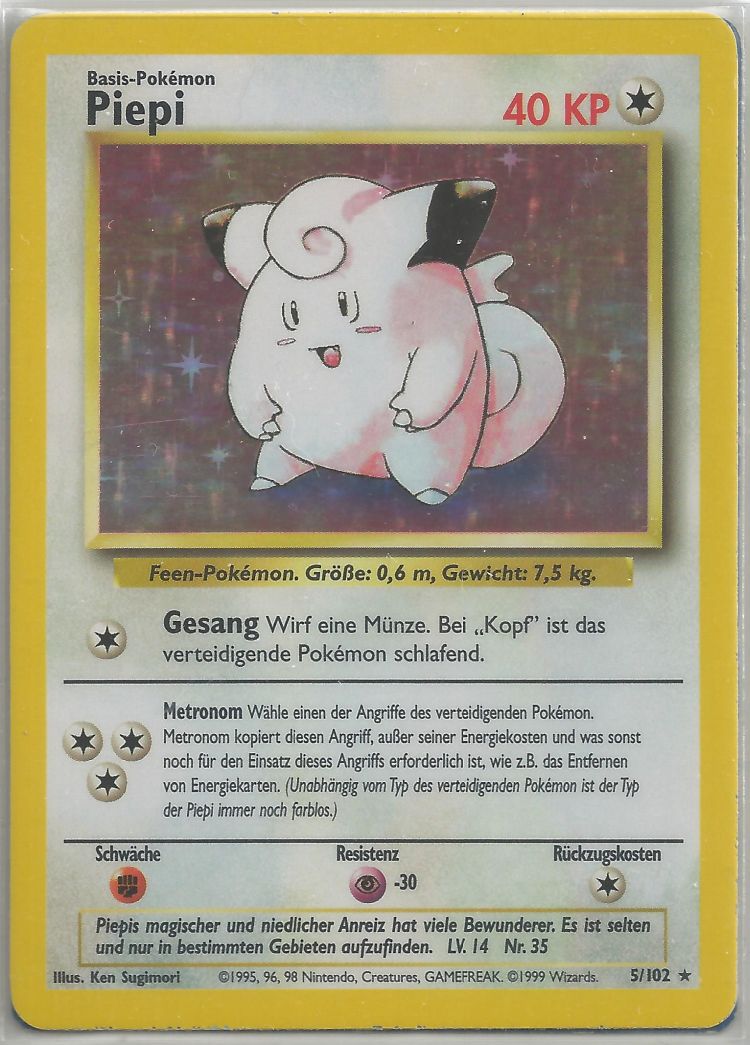 Basis-Pokémon
Piepi
40 KP
Feen-Pokémon. Größe: 0,6 m, Gewicht: 7,5 kg.
Gesang Wirf eine Münze. Bei „Kopf” ist das
verteidigende Pokémon schlafend.
Metronom Wähle einen der Angriffe des verteidigenden Pokémon.
Metronom kopiert diesen Angriff, außer seiner Energiekosten und was sonst
noch für den Einsatz dieses Angriffs erforderlich ist, wie z.B. das Entfernen
von Energiekarten. (Unabhängig vom Typ des verteidigenden Pokémon ist der Typ
der Piepi immer noch farblos.)
Schwäche Resistenz Rückzugskosten
-30
Piepis magischer und niedlicher Anreiz hat viele Bewunderer. Es ist selten
und nur in bestimmten Gebieten aufzufinden. LV. 14 Nr. 35
Illus. Ken Sugimori ©1995, 96, 98 Nintendo, Creatures, GAMEFREAK. ©1999 Wizards. 5/102 ★